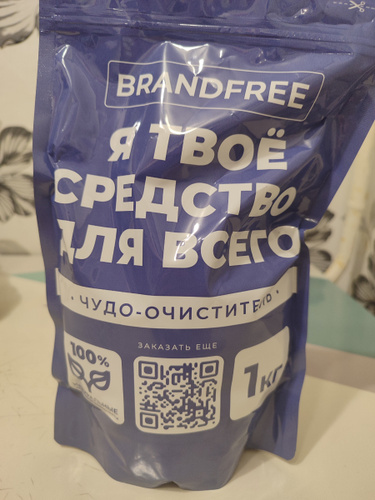 BRANDFREE
Я ТВОЁ
СРЕДСТВО
ДЛЯ ВСЕГО
· ЧУДО-ОЧИСТИТЕЛЬ ·
ЗАКАЗАТЬ ЕЩЕ
100%
1 кг